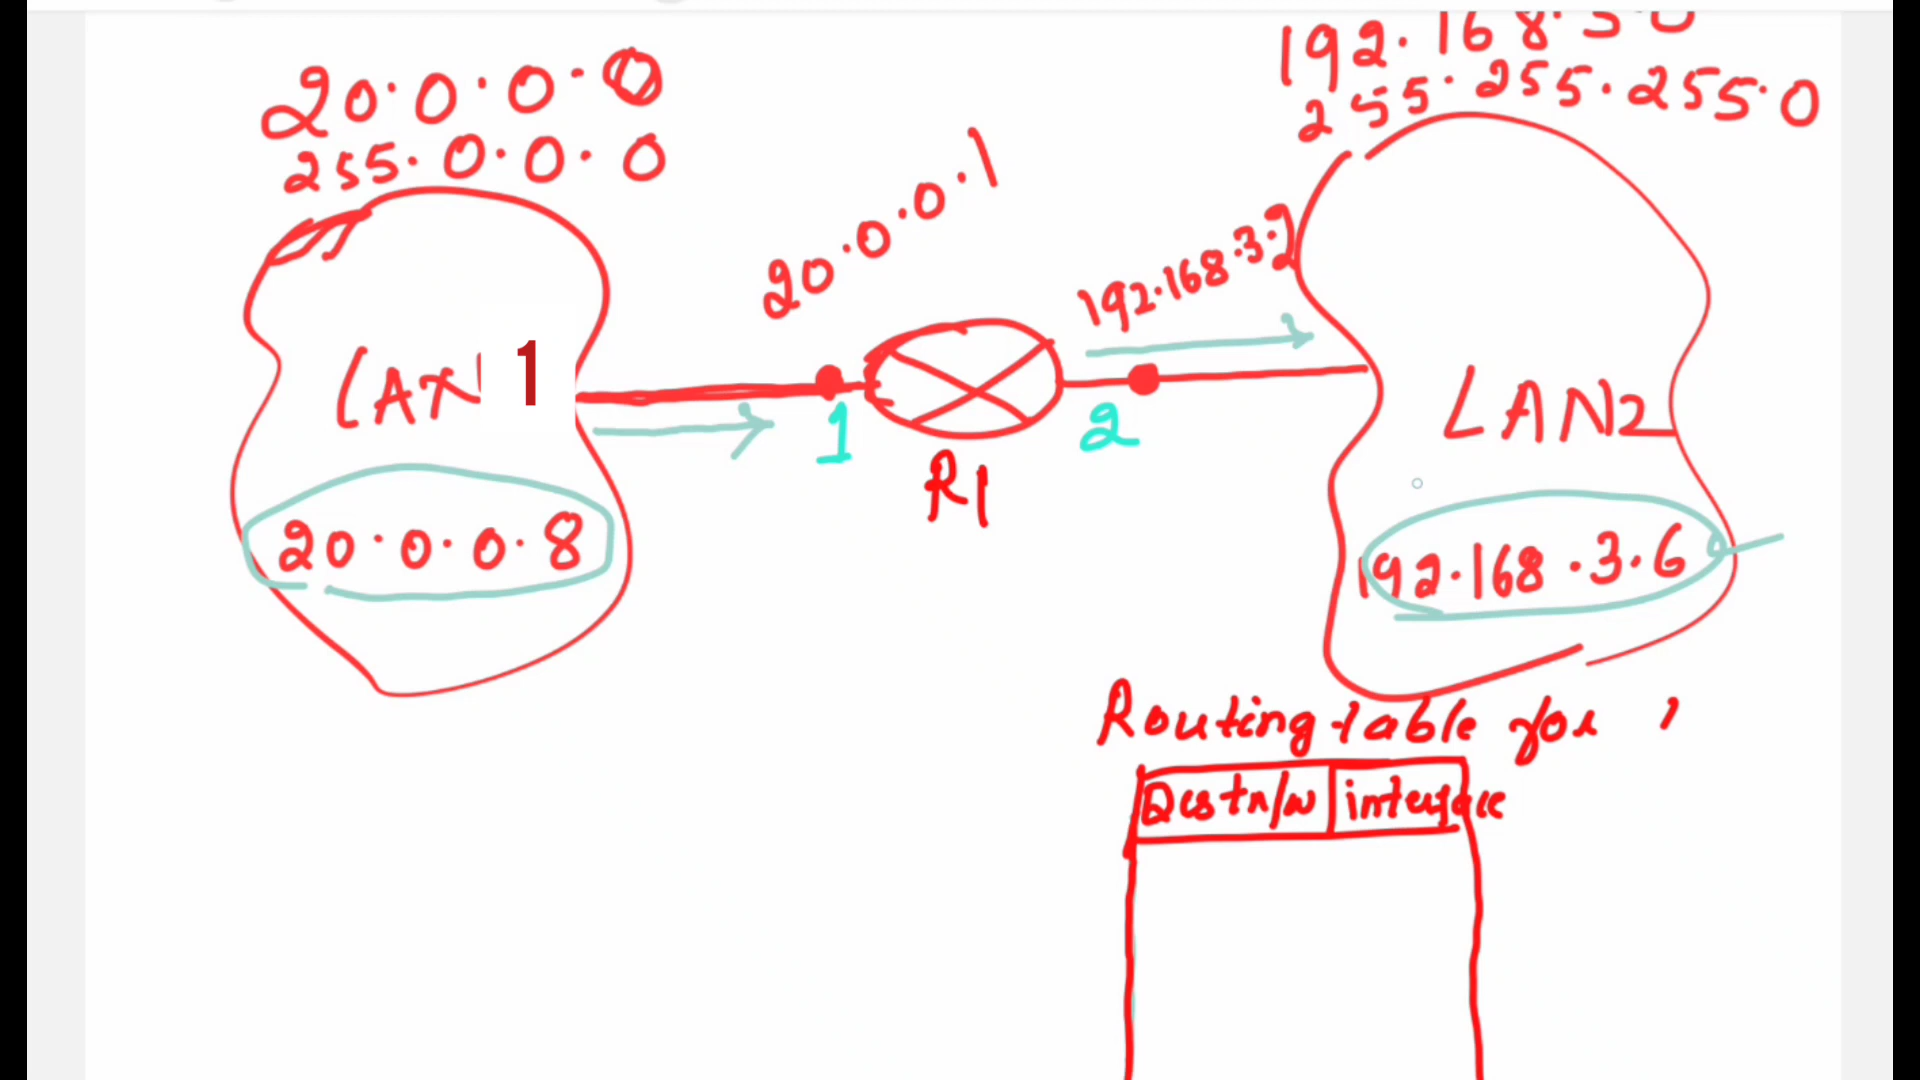 20.0.0.0
255.0.0.0
192.168.3.0
255.255.255.0
20.0.0.1
192.168.3.2
LAN 1
1
2
R1
LAN2
20.0.0.8
192.168.3.6
Routing table for
Destn/w interface